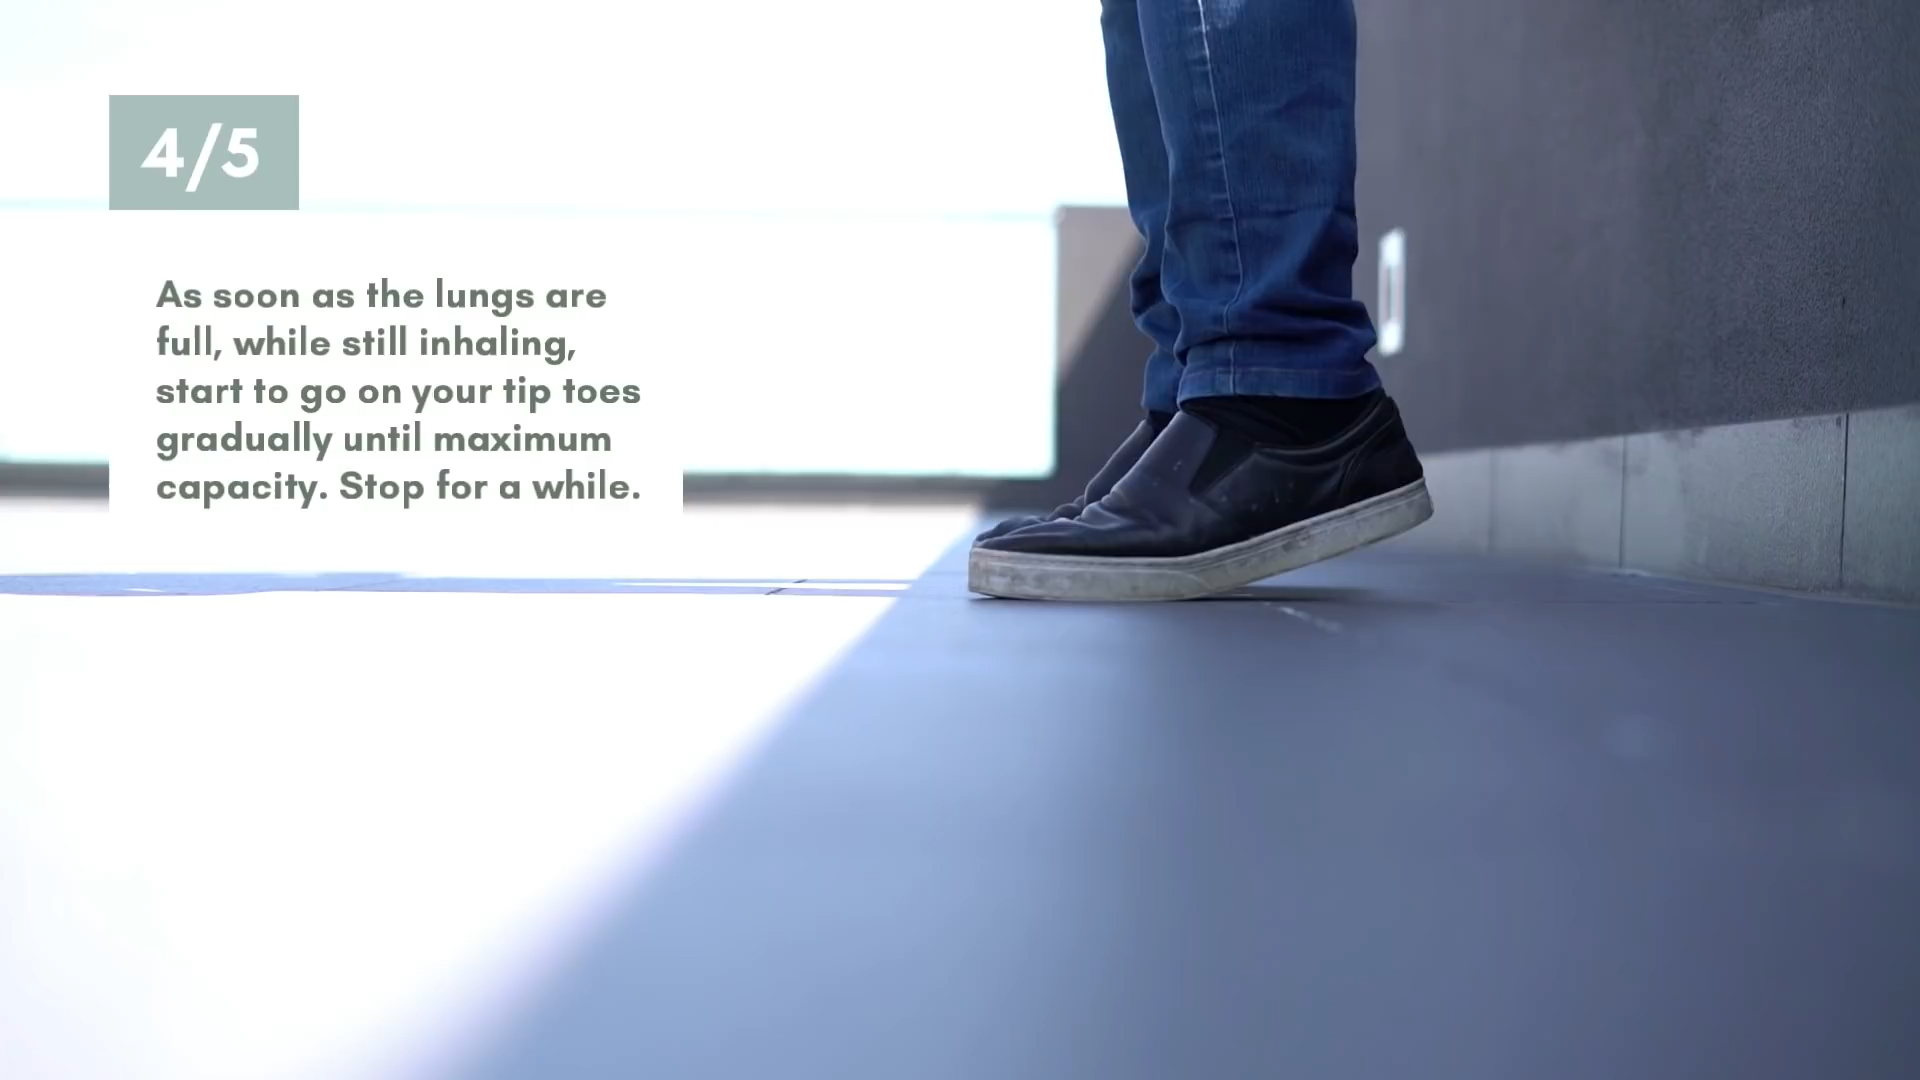 4/5
As soon as the lungs are
full, while still inhaling,
start to go on your tip toes
gradually until maximum
capacity. Stop for a while.